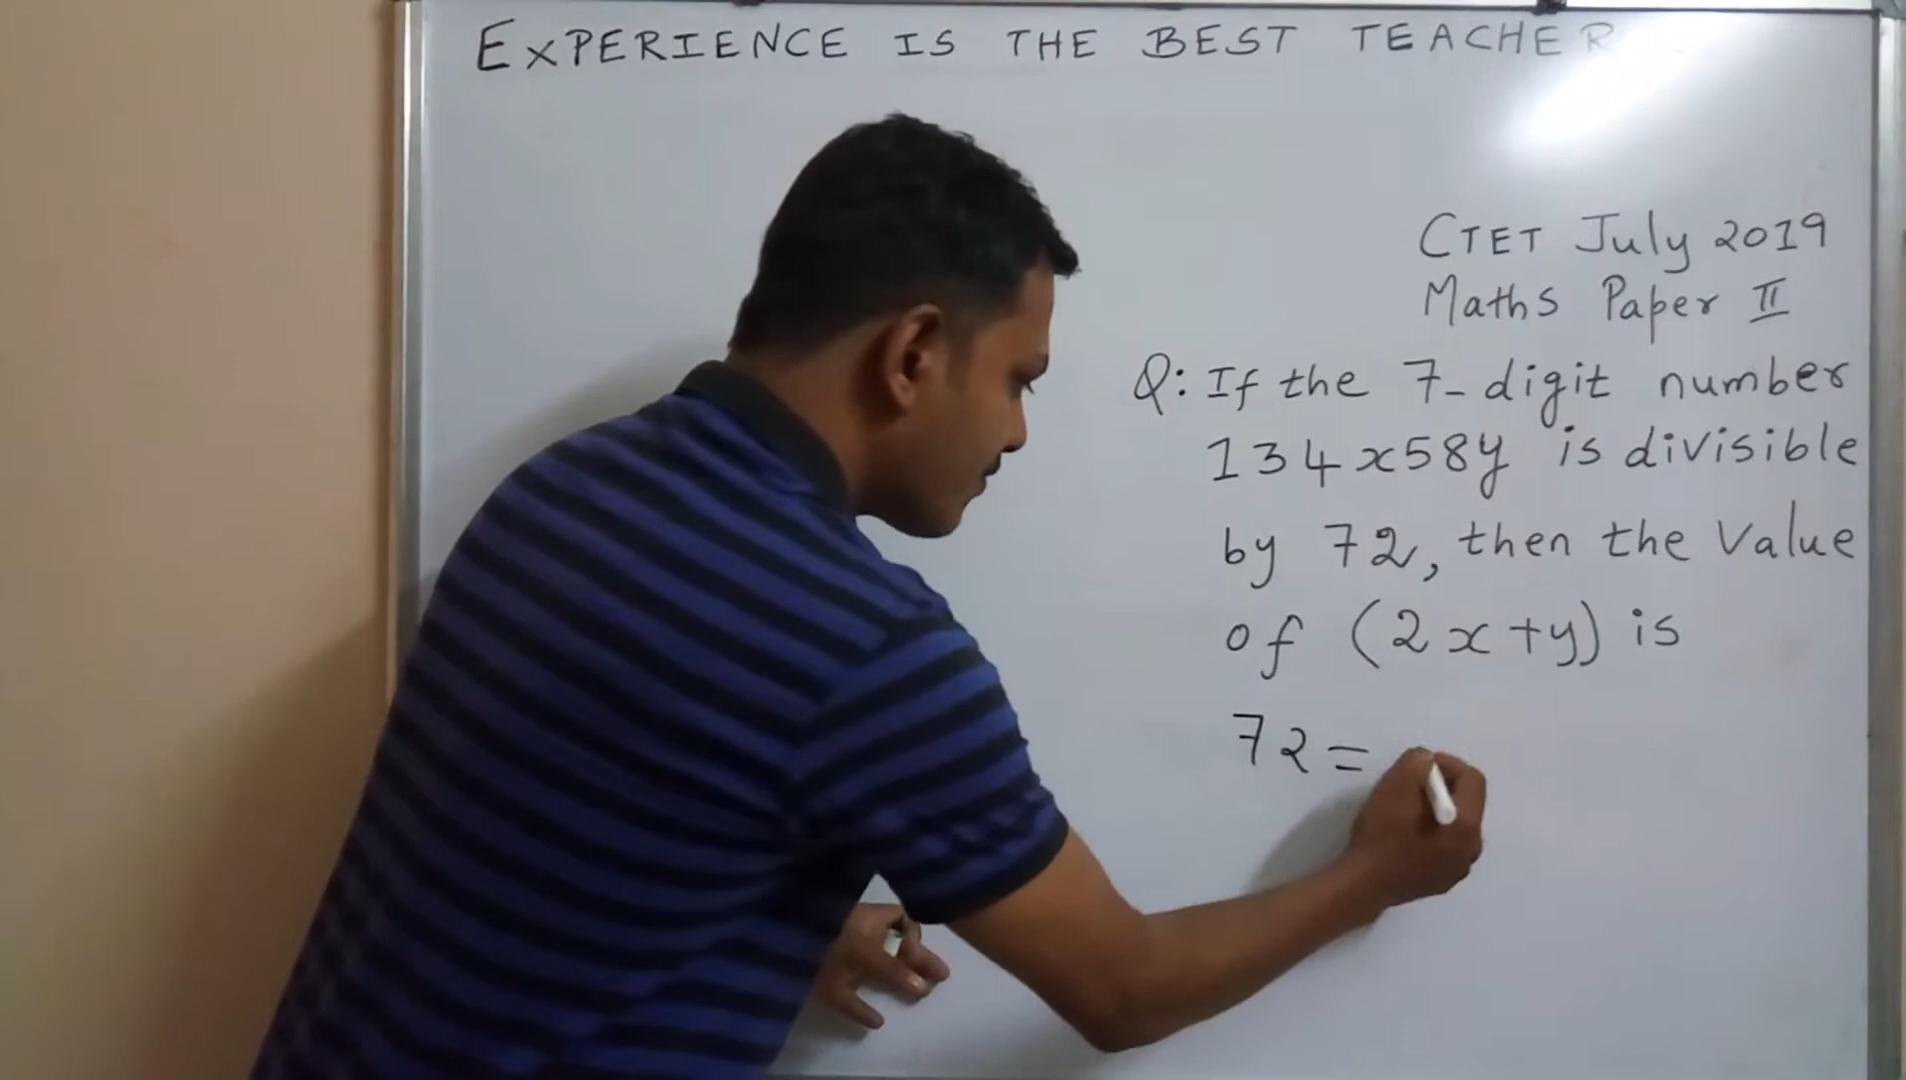 EXPERIENCE IS THE BEST TEACHER
CTET July 2019
Maths Paper II
Q: If the 7-digit number
134x58y is divisible
by 72, then the Value
of (2x+y) is
72=